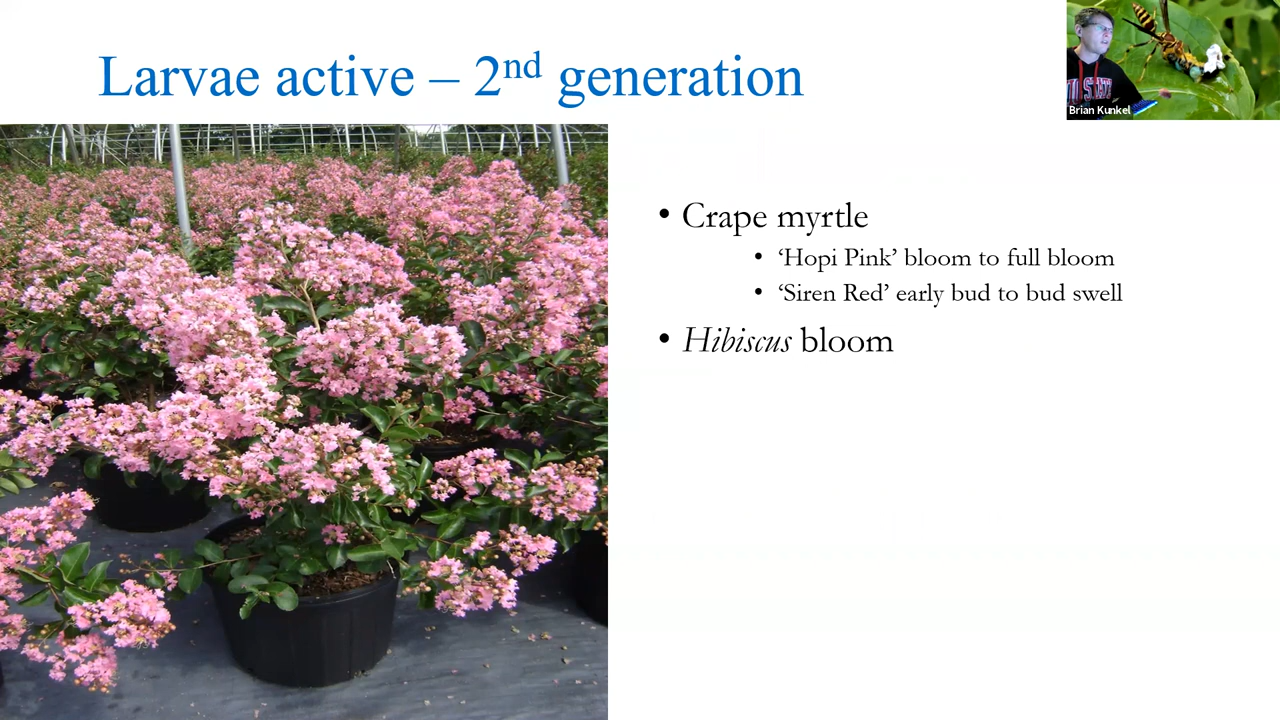 Larvae active – 2nd generation
Brian Kunkel
• Crape myrtle
• ‘Hopi Pink’ bloom to full bloom
• ‘Siren Red’ early bud to bud swell
• Hibiscus bloom